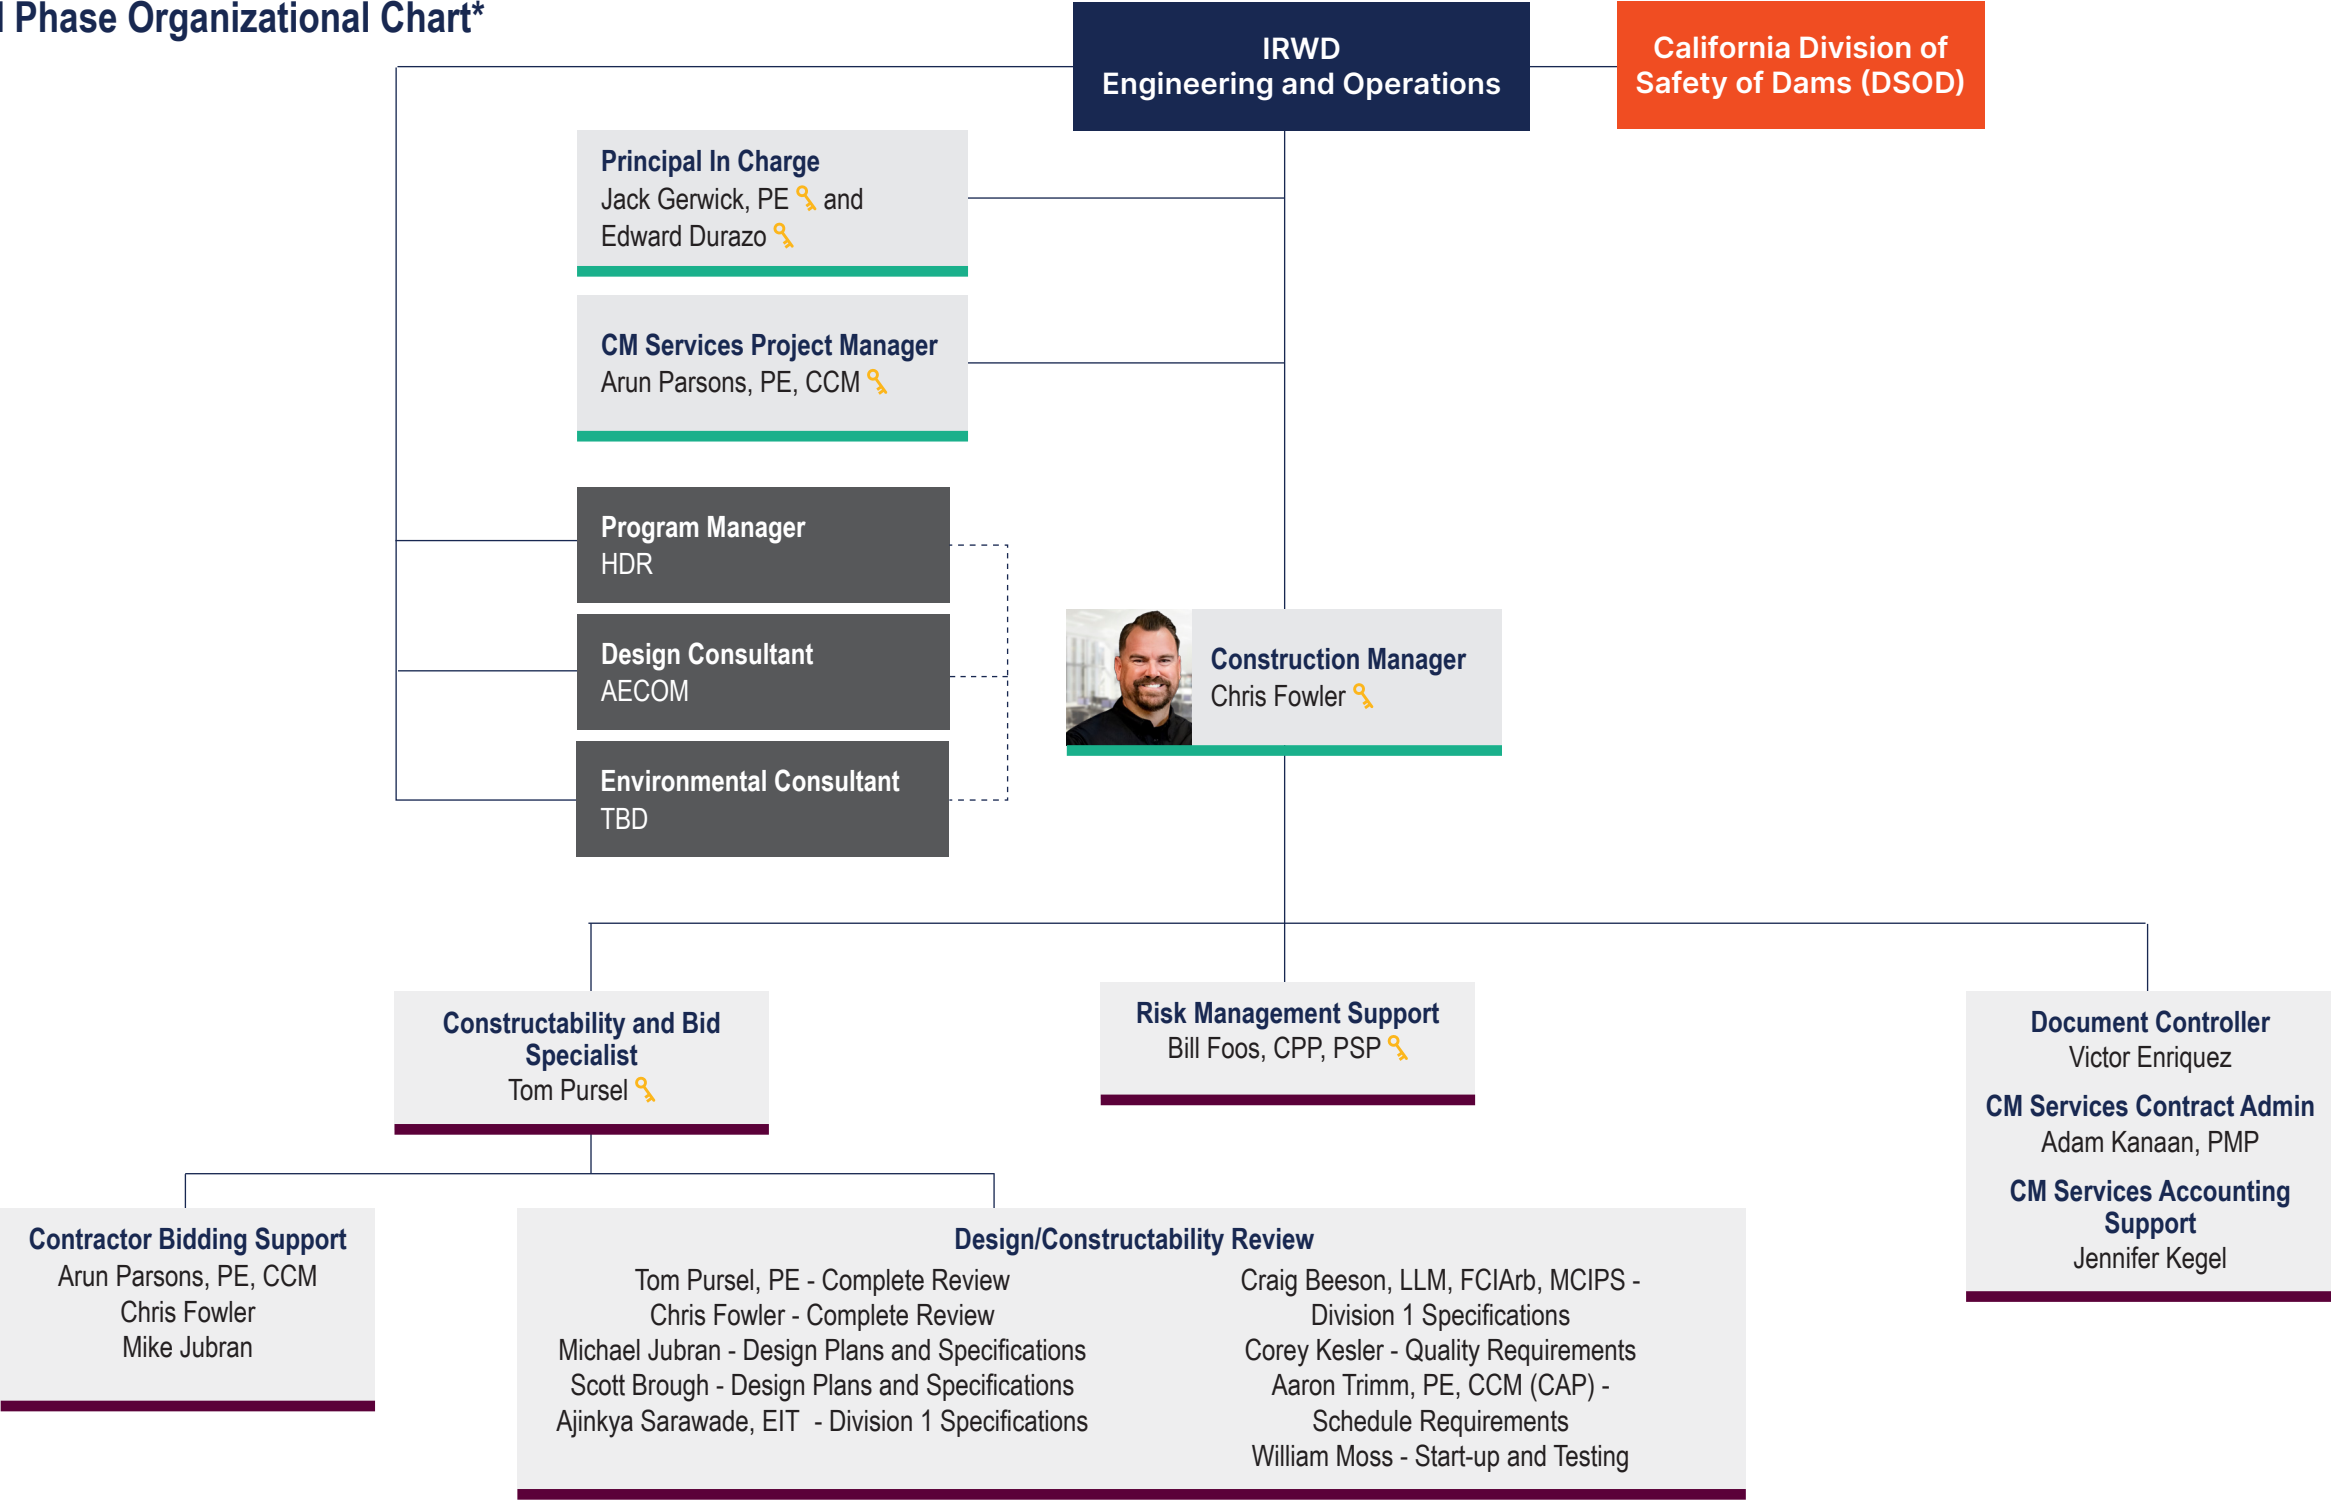 Phase Organizational Chart*
IRWD
Engineering and Operations
California Division of
Safety of Dams (DSOD)
Principal In Charge
Jack Gerwick, PE and
Edward Durazo
CM Services Project Manager
Arun Parsons, PE, CCM
Program Manager
HDR
Design Consultant
AECOM
Environmental Consultant
TBD
Construction Manager
Chris Fowler
Constructability and Bid
Specialist
Tom Pursel
Risk Management Support
Bill Foos, CPP, PSP
Document Controller
Victor Enriquez
CM Services Contract Admin
Adam Kanaan, PMP
CM Services Accounting
Support
Jennifer Kegel
Contractor Bidding Support
Arun Parsons, PE, CCM
Chris Fowler
Mike Jubran
Design/Constructability Review
Tom Pursel, PE - Complete Review
Chris Fowler - Complete Review
Michael Jubran - Design Plans and Specifications
Scott Brough - Design Plans and Specifications
Ajinkya Sarawade, EIT - Division 1 Specifications
Craig Beeson, LLM, FCIArb, MCIPS -
Division 1 Specifications
Corey Kesler - Quality Requirements
Aaron Trimm, PE, CCM (CAP) -
Schedule Requirements
William Moss - Start-up and Testing